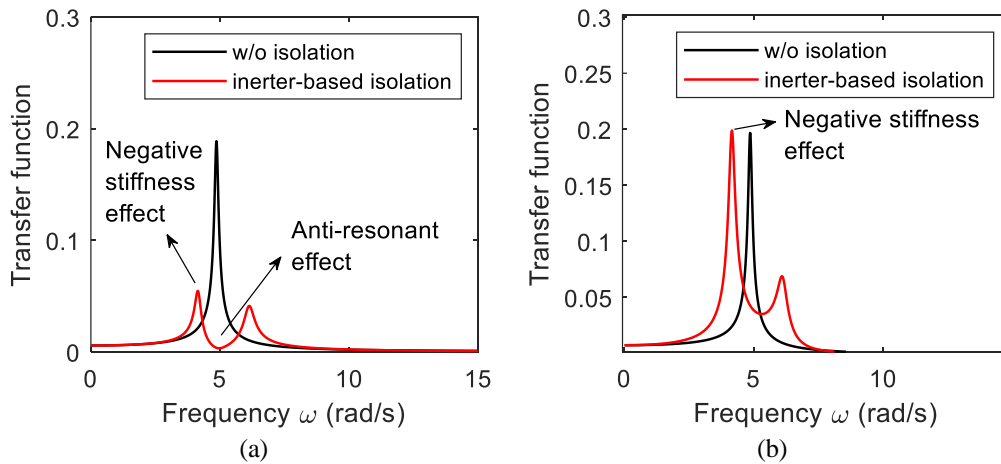 0.3
w/o isolation
inerter-based isolation
0.2
Negative
stiffness
effect
Anti-resonant
effect
0.1
0
Transfer function
0 5 10 15
Frequency ω (rad/s)
(a)
0.3
w/o isolation
inerter-based isolation
0.25
Negative stiffness
effect
0.2
0.15
0.1
0.05
Transfer function
0 5 10
Frequency ω (rad/s)
(b)